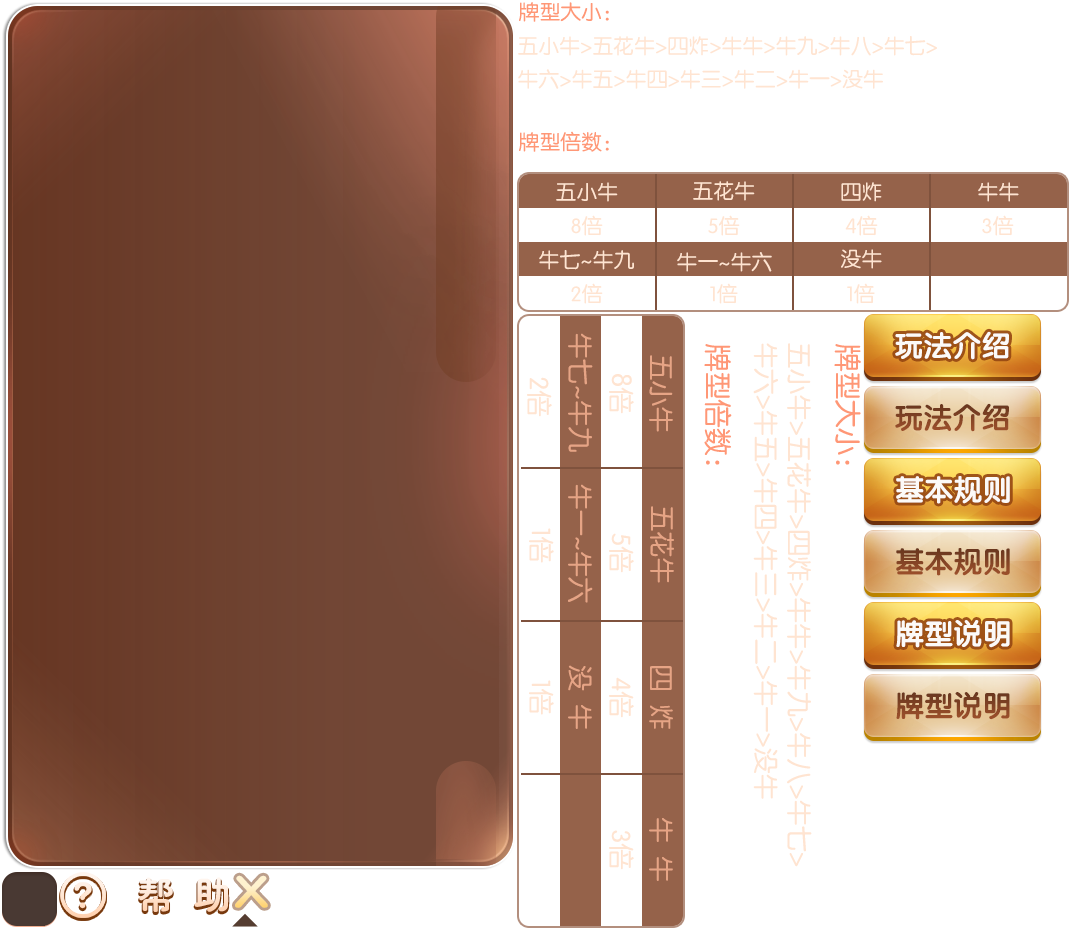 牌型大小：
五小牛>五花牛>四炸>牛牛>牛九>牛八>牛七>
牛六>牛五>牛四>牛三>牛二>牛一>没牛
牌型倍数：
五小牛 五花牛 四炸 牛牛
8倍 5倍 4倍 3倍
牛七~牛九 牛一~牛六 没牛
2倍 1倍 1倍
五小牛 五花牛 四炸 牛牛
8倍 5倍 4倍 3倍
牛七~牛九 牛一~牛六 没牛
2倍 1倍 1倍
牌型大小：
五小牛>五花牛>四炸>牛牛>牛九>牛八>牛七>
牛六>牛五>牛四>牛三>牛二>牛一>没牛
牌型倍数：
玩法介绍
玩法介绍
基本规则
基本规则
牌型说明
牌型说明
? 帮 助